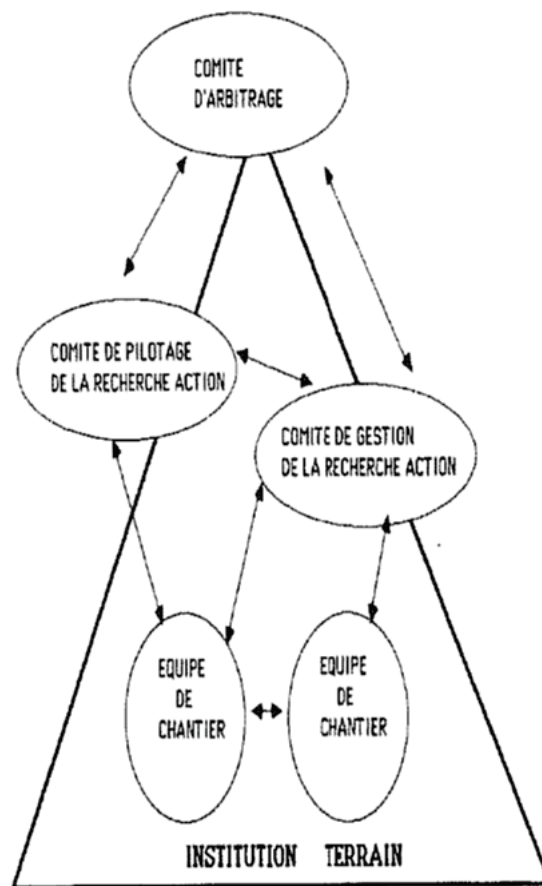 COMITE
D'ARBITRAGE
COMITE DE PILOTAGE
DE LA RECHERCHE ACTION
COMITE DE GESTION
DE LA RECHERCHE ACTION
EQUIPE
DE
CHANTIER
EQUIPE
DE
CHANTIER
INSTITUTION TERRAIN